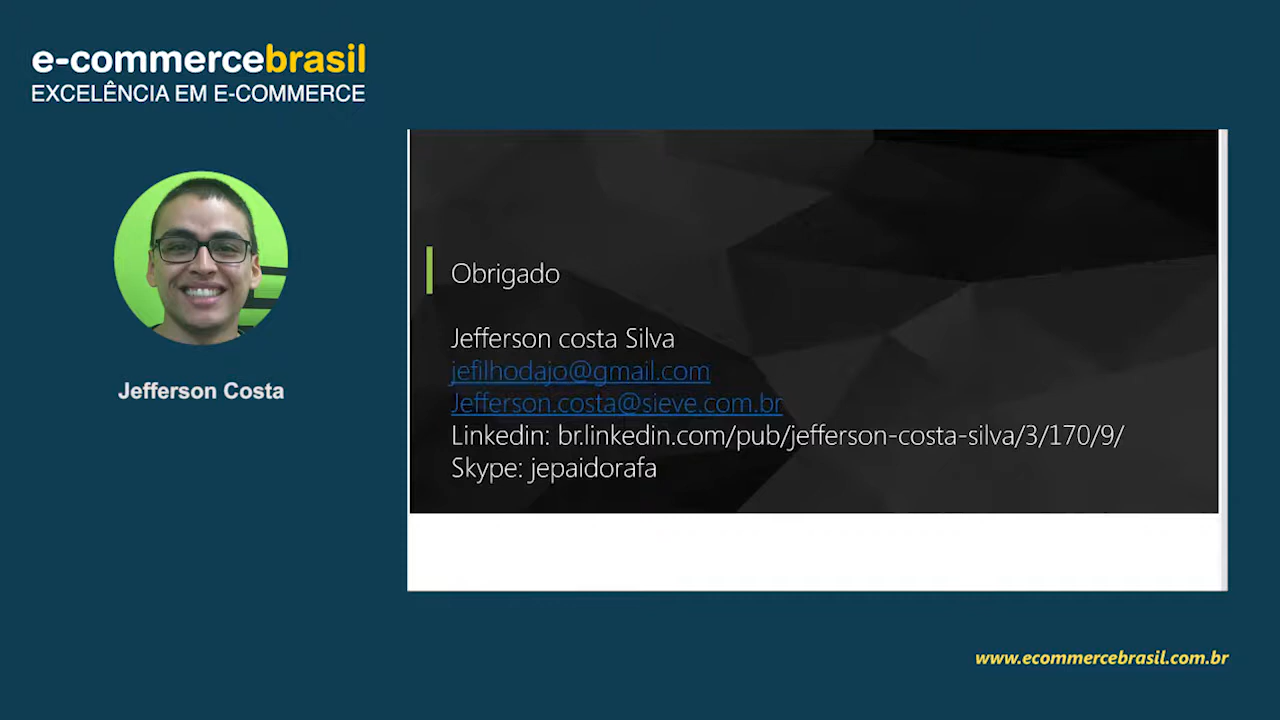 e-commercebrasil
EXCELÊNCIA EM E-COMMERCE
Jefferson Costa
Obrigado
Jefferson costa Silva
jefilhodajo@gmail.com
Jefferson.costa@sieve.com.br
Linkedin: br.linkedin.com/pub/jefferson-costa-silva/3/170/9/
Skype: jepaidorafa
www.ecommercebrasil.com.br